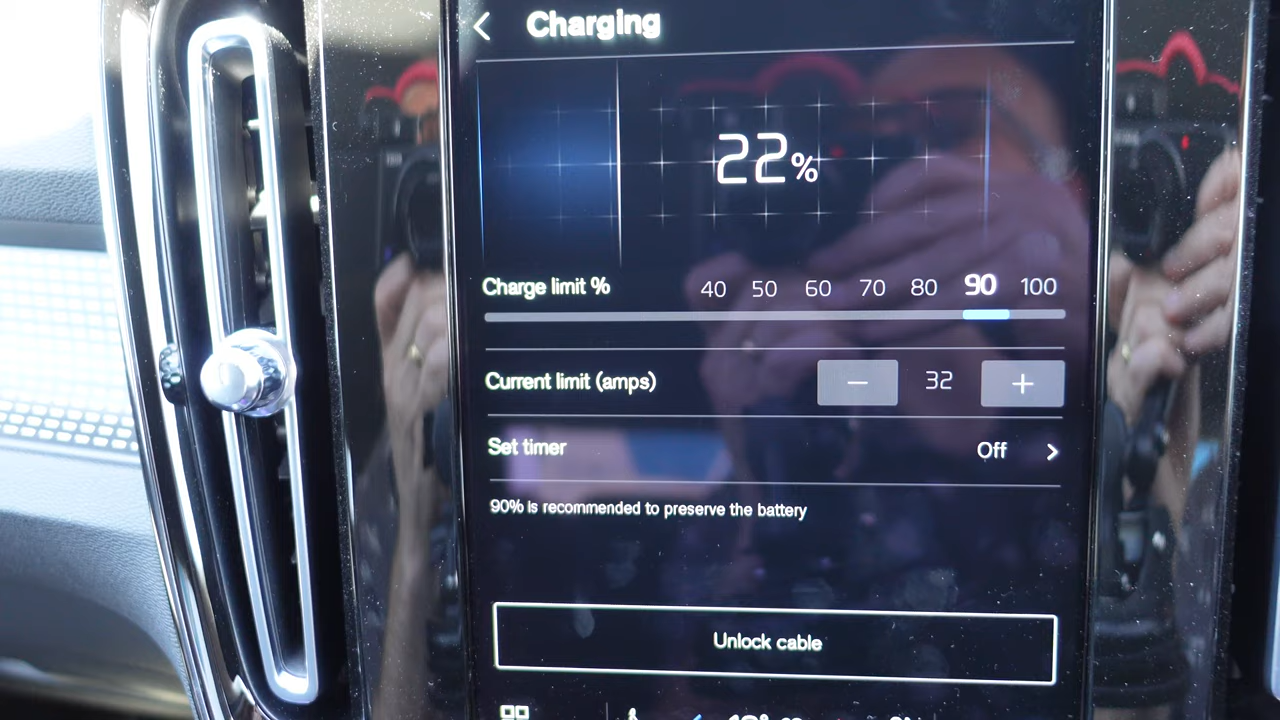 Charging
22%
Charge limit % 40 50 60 70 80 90 100
Current limit (amps) − 32 +
Set timer Off
90% is recommended to preserve the battery
Unlock cable